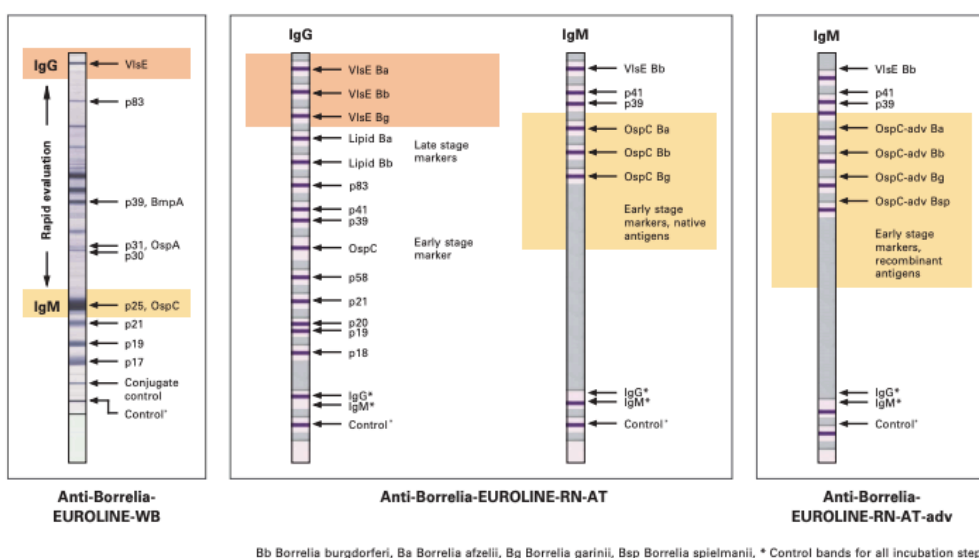 IgG
VlsE
p83
Rapid evaluation
p39, BmpA
p31, OspA
p30
IgM
p25, OspC
p21
p19
p17
Conjugate
control
Control*
Anti-Borrelia-
EUROLINE-WB
IgG
VlsE Ba
VlsE Bb
VlsE Bg
Lipid Ba
Lipid Bb
Late stage
markers
p83
p41
p39
OspC
Early stage
marker
p58
p21
p20
p19
p18
IgG*
IgM*
Control*
IgM
VlsE Bb
p41
p39
OspC Ba
OspC Bb
OspC Bg
Early stage
markers, native
antigens
IgG*
IgM*
Control*
Anti-Borrelia-EUROLINE-RN-AT
IgM
VlsE Bb
p41
p39
OspC-adv Ba
OspC-adv Bb
OspC-adv Bg
OspC-adv Bsp
Early stage
markers,
recombinant
antigens
IgG*
IgM*
Control*
Anti-Borrelia-
EUROLINE-RN-AT-adv
Bb Borrelia burgdorferi, Ba Borrelia afzelii, Bg Borrelia garinii, Bsp Borrelia spielmanii, * Control bands for all incubation step